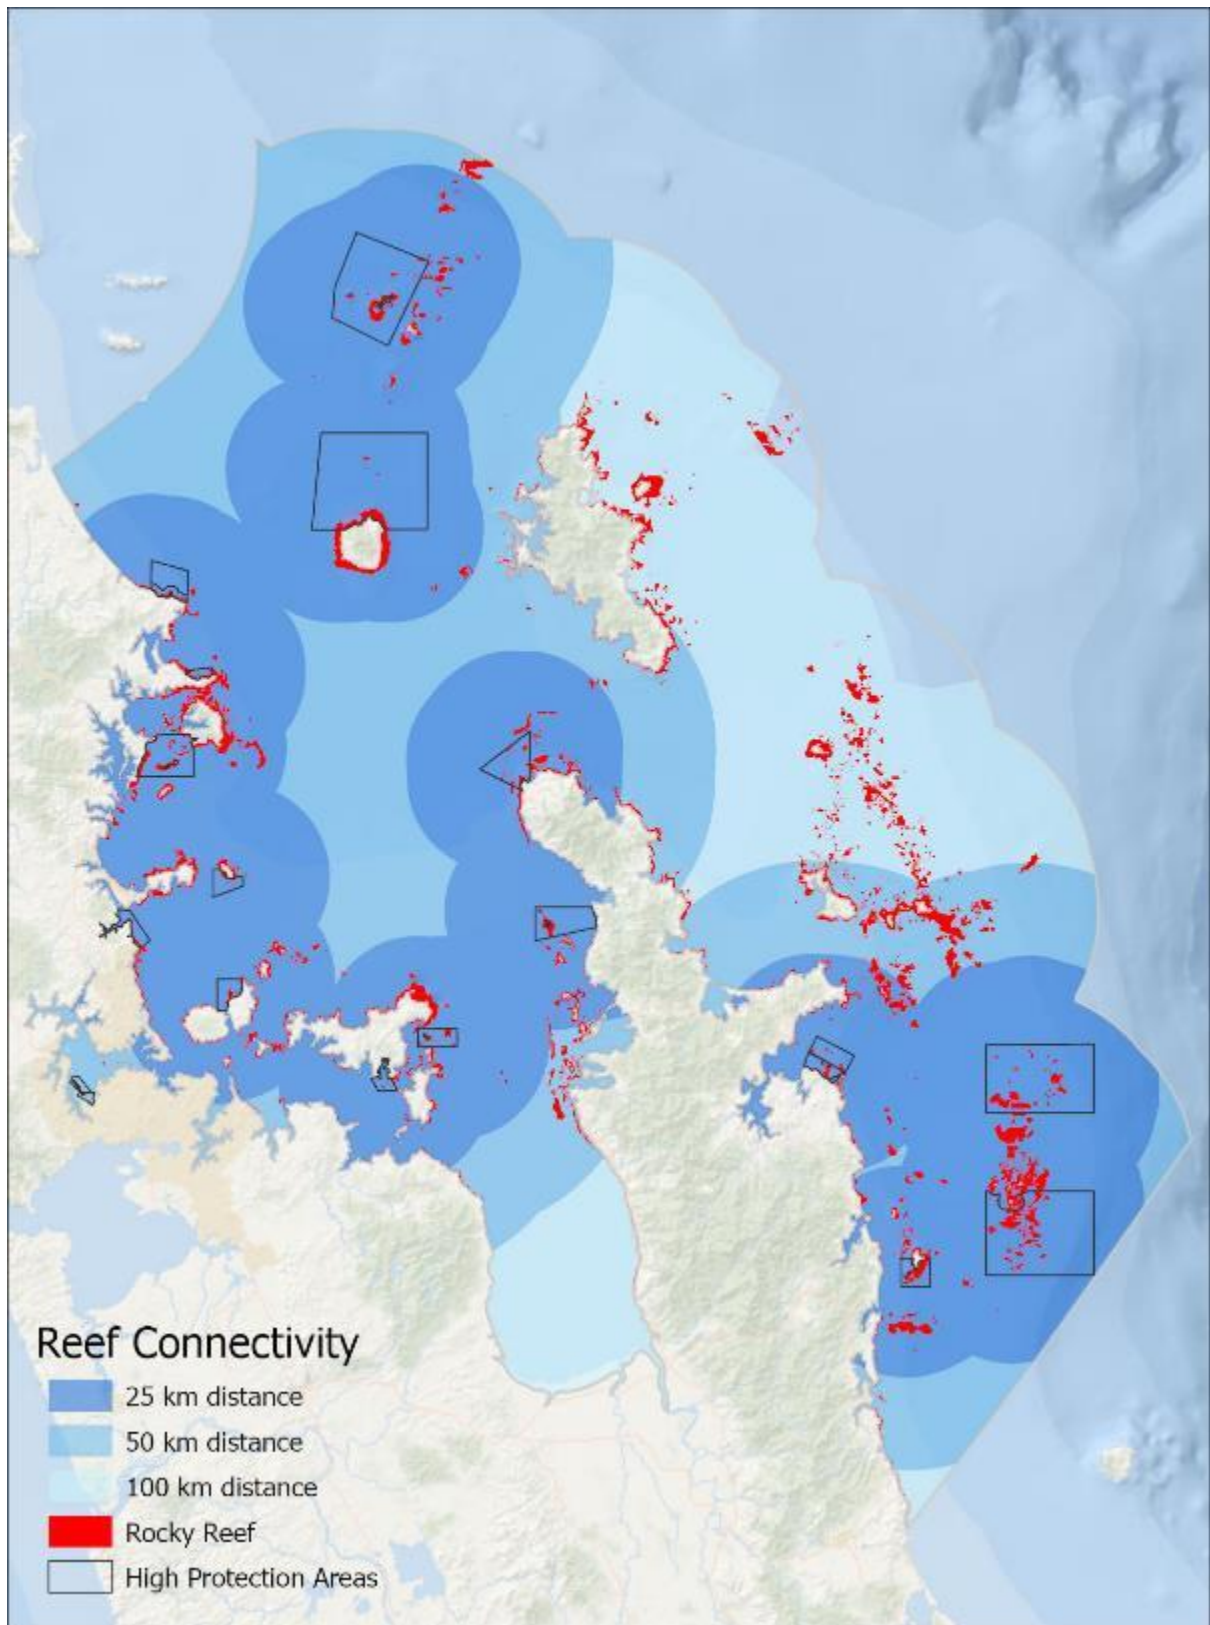 Reef Connectivity
25 km distance
50 km distance
100 km distance
Rocky Reef
High Protection Areas